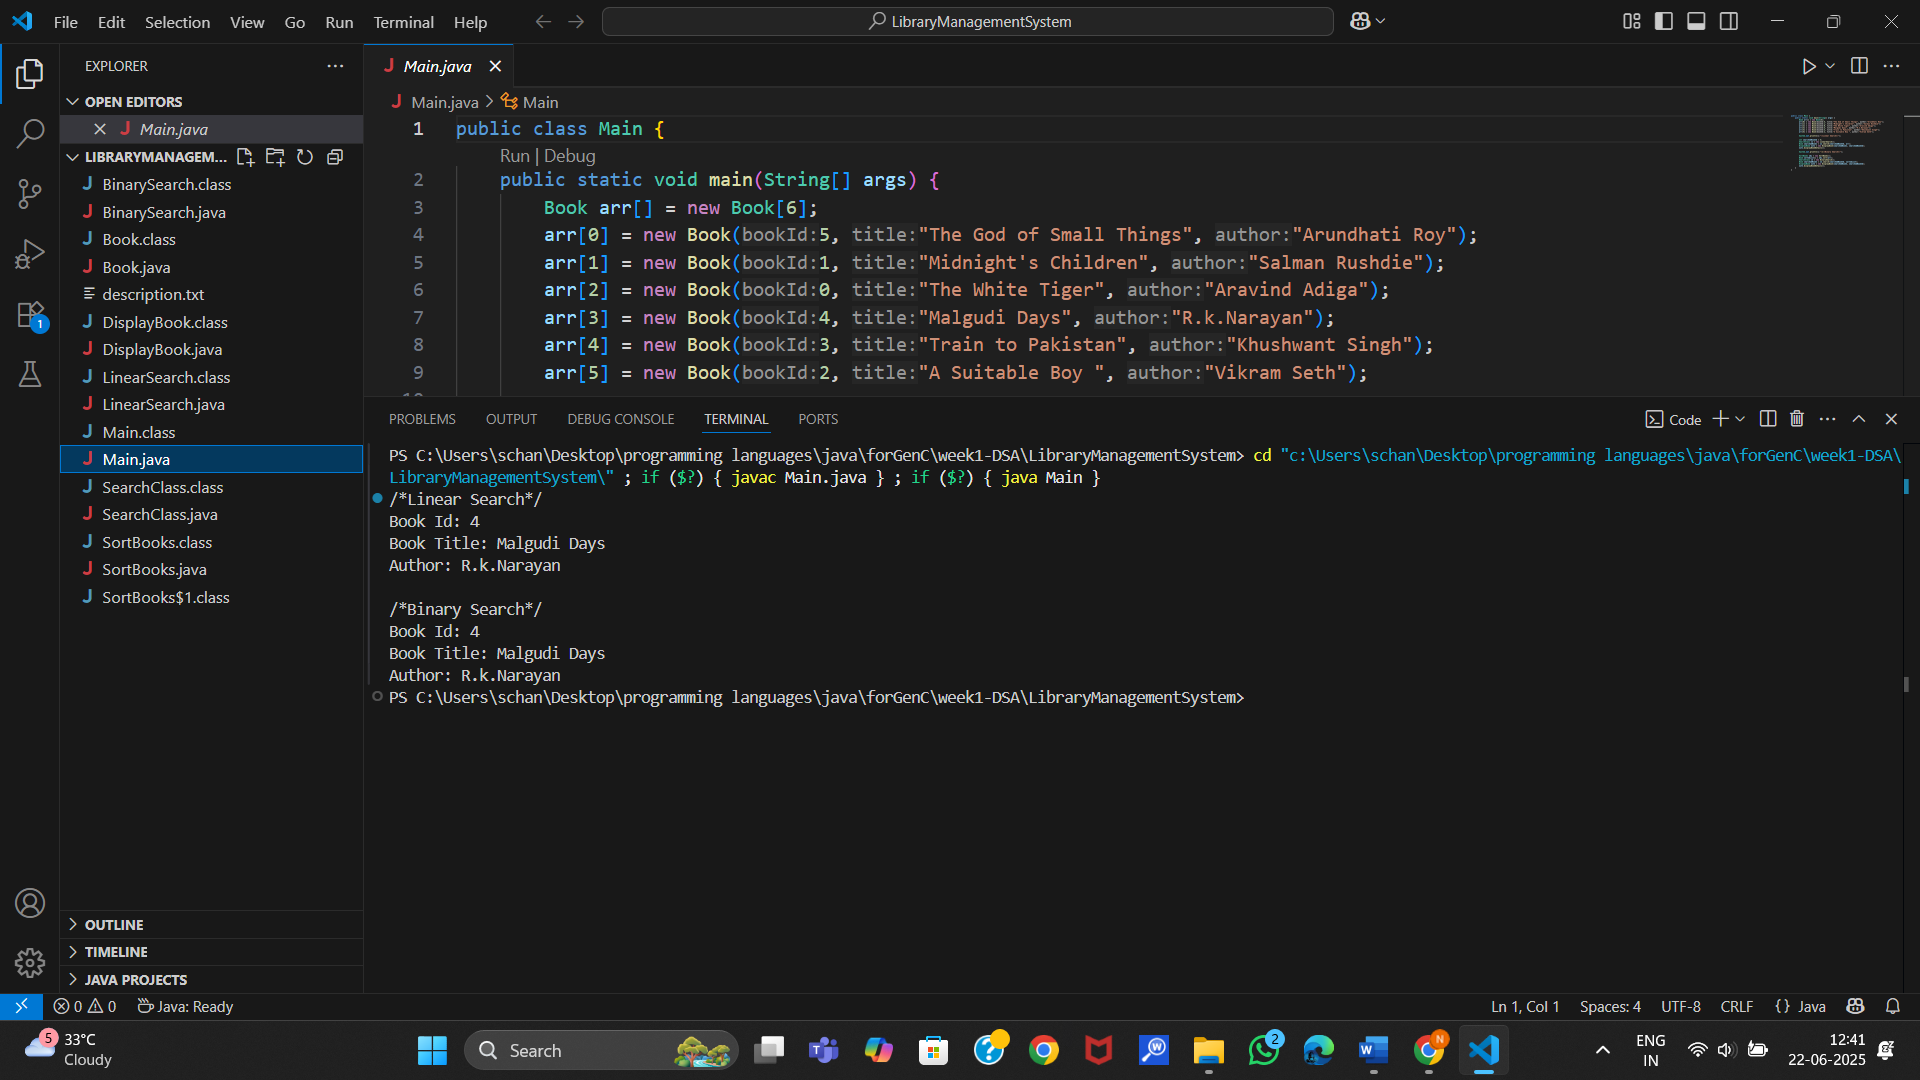 File Edit Selection View Go Run Terminal Help
LibraryManagementSystem
EXPLORER
OPEN EDITORS
Main.java
LIBRARYMANAGEM...
BinarySearch.class
BinarySearch.java
Book.class
Book.java
description.txt
DisplayBook.class
DisplayBook.java
LinearSearch.class
LinearSearch.java
Main.class
Main.java
SearchClass.class
SearchClass.java
SortBooks.class
SortBooks.java
SortBooks$1.class
OUTLINE
TIMELINE
JAVA PROJECTS
1
Main.java
Main.java > Main
1 public class Main {
Run | Debug
2 public static void main(String[] args) {
3 Book arr[] = new Book[6];
4 arr[0] = new Book(bookId:5, title:"The God of Small Things", author:"Arundhati Roy");
5 arr[1] = new Book(bookId:1, title:"Midnight's Children", author:"Salman Rushdie");
6 arr[2] = new Book(bookId:0, title:"The White Tiger", author:"Aravind Adiga");
7 arr[3] = new Book(bookId:4, title:"Malgudi Days", author:"R.k.Narayan");
8 arr[4] = new Book(bookId:3, title:"Train to Pakistan", author:"Khushwant Singh");
9 arr[5] = new Book(bookId:2, title:"A Suitable Boy ", author:"Vikram Seth");
PROBLEMS OUTPUT DEBUG CONSOLE TERMINAL PORTS
Code
PS C:\Users\schan\Desktop\programming languages\java\forGenC\week1-DSA\LibraryManagementSystem> cd "c:\Users\schan\Desktop\programming languages\java\forGenC\week1-DSA\
LibraryManagementSystem\" ; if ($?) { javac Main.java } ; if ($?) { java Main }
/*Linear Search*/
Book Id: 4
Book Title: Malgudi Days
Author: R.k.Narayan
/*Binary Search*/
Book Id: 4
Book Title: Malgudi Days
Author: R.k.Narayan
PS C:\Users\schan\Desktop\programming languages\java\forGenC\week1-DSA\LibraryManagementSystem>
0 0 Java: Ready
Ln 1, Col 1 Spaces: 4 UTF-8 CRLF {} Java
5
33°C
Cloudy
Search
2
N
ENG
IN
12:41
22-06-2025